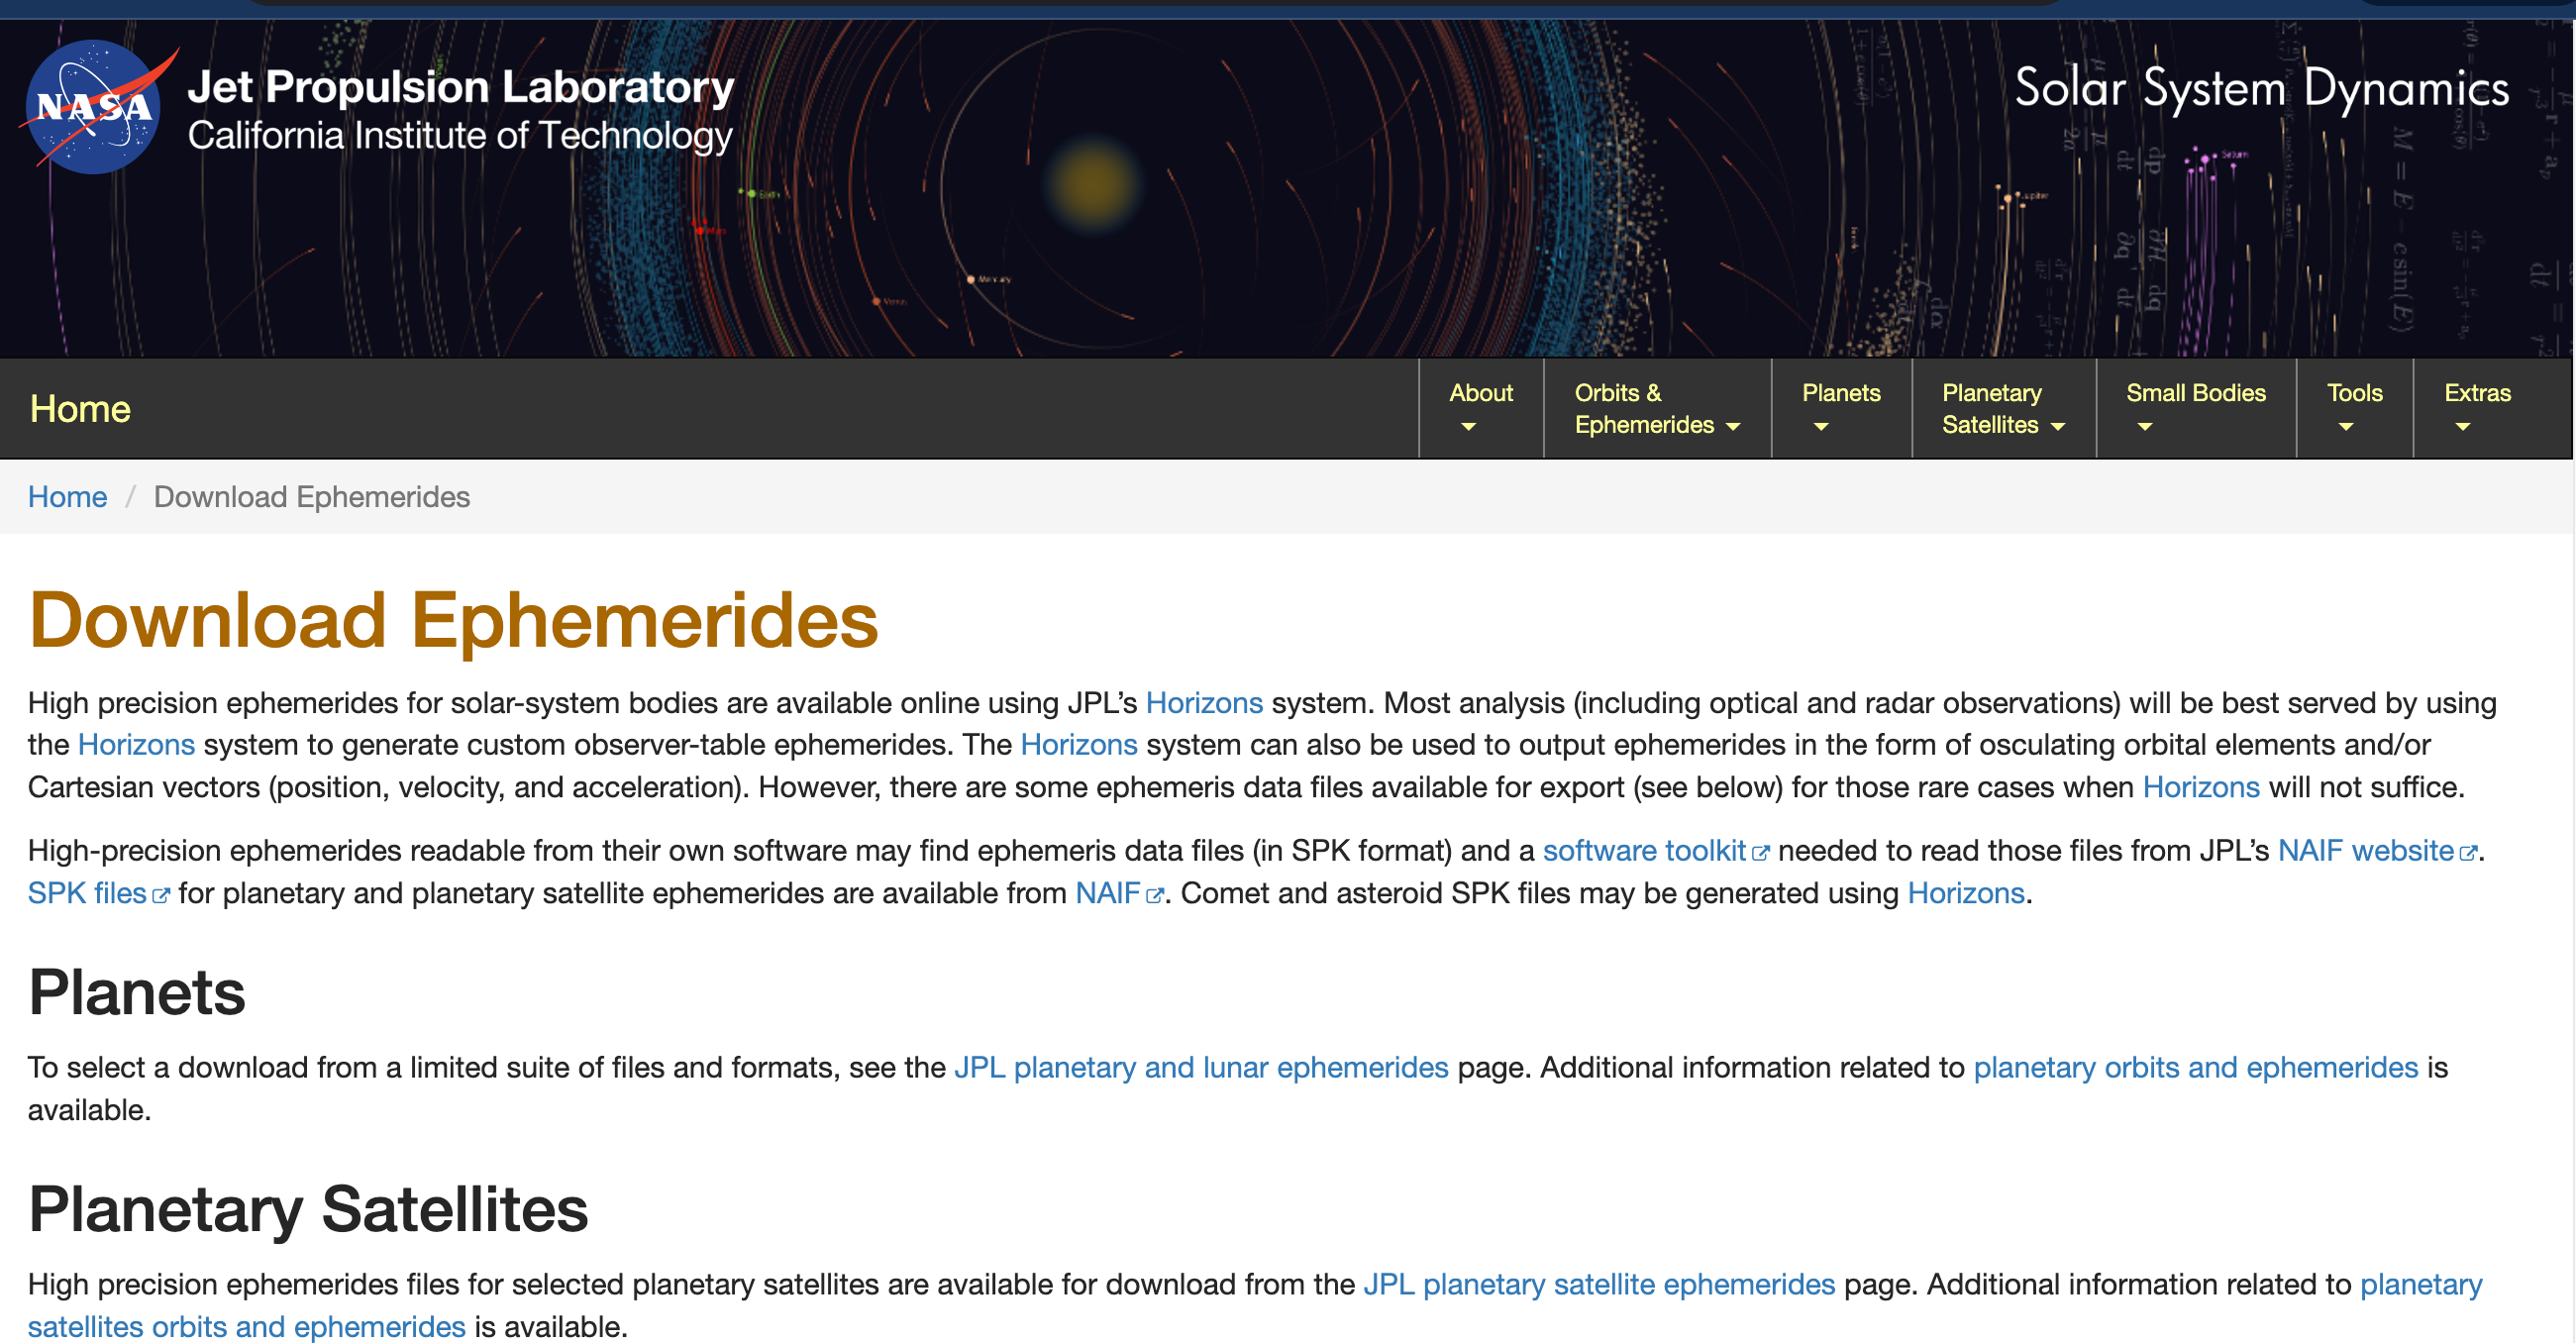 NASA
Jet Propulsion Laboratory
California Institute of Technology
Solar System Dynamics
Earth
Mars
Mercury
Venus
Jupiter
Saturn
M = E - e sin(E)
Home
About
Orbits &
Ephemerides
Planets
Planetary
Satellites
Small Bodies
Tools
Extras
Home / Download Ephemerides
Download Ephemerides
High precision ephemerides for solar-system bodies are available online using JPL’s Horizons system. Most analysis (including optical and radar observations) will be best served by using
the Horizons system to generate custom observer-table ephemerides. The Horizons system can also be used to output ephemerides in the form of osculating orbital elements and/or
Cartesian vectors (position, velocity, and acceleration). However, there are some ephemeris data files available for export (see below) for those rare cases when Horizons will not suffice.
High-precision ephemerides readable from their own software may find ephemeris data files (in SPK format) and a software toolkit needed to read those files from JPL’s NAIF website.
SPK files for planetary and planetary satellite ephemerides are available from NAIF. Comet and asteroid SPK files may be generated using Horizons.
Planets
To select a download from a limited suite of files and formats, see the JPL planetary and lunar ephemerides page. Additional information related to planetary orbits and ephemerides is
available.
Planetary Satellites
High precision ephemerides files for selected planetary satellites are available for download from the JPL planetary satellite ephemerides page. Additional information related to planetary
satellites orbits and ephemerides is available.